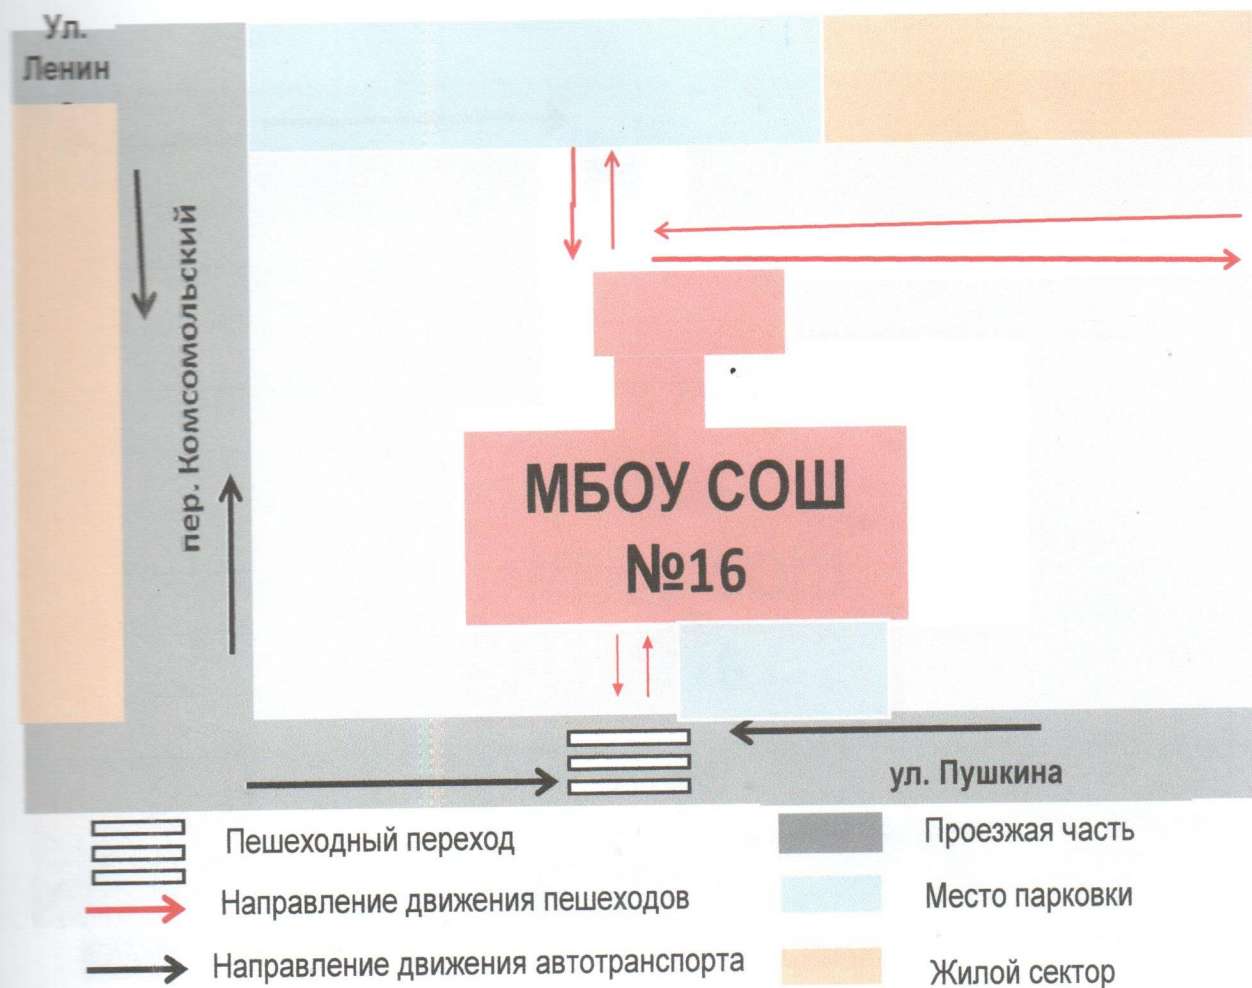 Ул.
Ленин
пер. Комсомольский
МБОУ СОШ
№16
ул. Пушкина
Пешеходный переход
Проезжая часть
Направление движения пешеходов
Место парковки
Направление движения автотранспорта
Жилой сектор